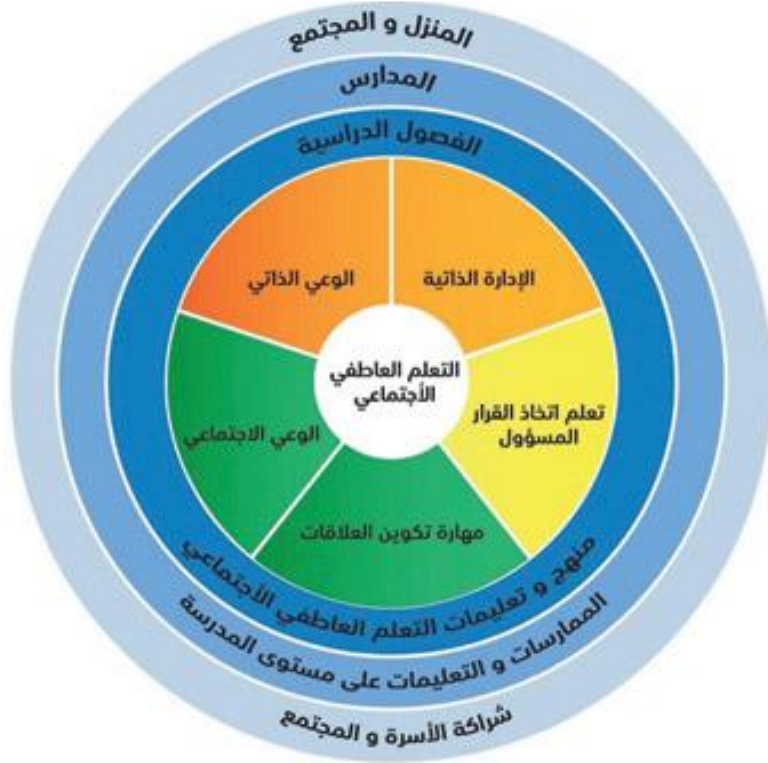 المنزل و المجتمع
المدارس
الفصول الدراسية
الإدارة الذاتية
الوعي الذاتي
التعلم العاطفي
الأجتماعي
تعلم اتخاذ القرار
المسؤول
الوعي الاجتماعي
مهارة تكوين العلاقات
منهج و تعليمات التعلم العاطفي الأجتماعي
الممارسات و التعليمات على مستوى المدرسة
شراكة الأسرة و المجتمع